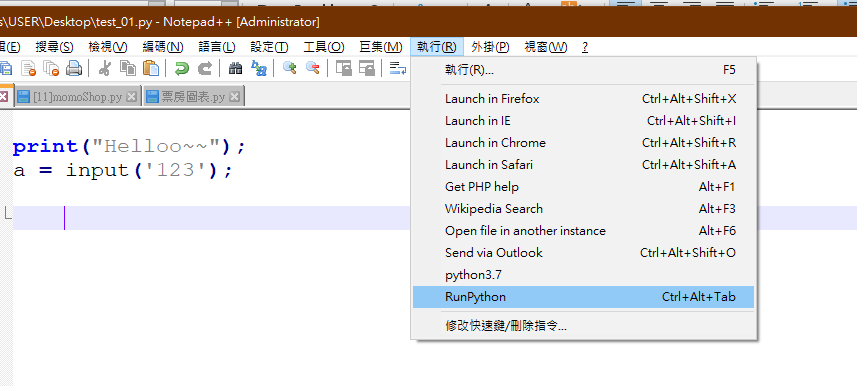 s\USER\Desktop\test_01.py - Notepad++ [Administrator]
輯(E) 搜尋(S) 檢視(V) 編碼(N) 語言(L) 設定(T) 工具(O) 巨集(M) 執行(R) 外掛(P) 視窗(W) ?
[11]momoShop.py 票房圖表.py
print("Helloo~~");
a = input('123');
執行(R)... F5
Launch in Firefox Ctrl+Alt+Shift+X
Launch in IE Ctrl+Alt+Shift+I
Launch in Chrome Ctrl+Alt+Shift+R
Launch in Safari Ctrl+Alt+Shift+A
Get PHP help Alt+F1
Wikipedia Search Alt+F3
Open file in another instance Alt+F6
Send via Outlook Ctrl+Alt+Shift+O
python3.7
RunPython Ctrl+Alt+Tab
修改快速鍵/刪除指令...